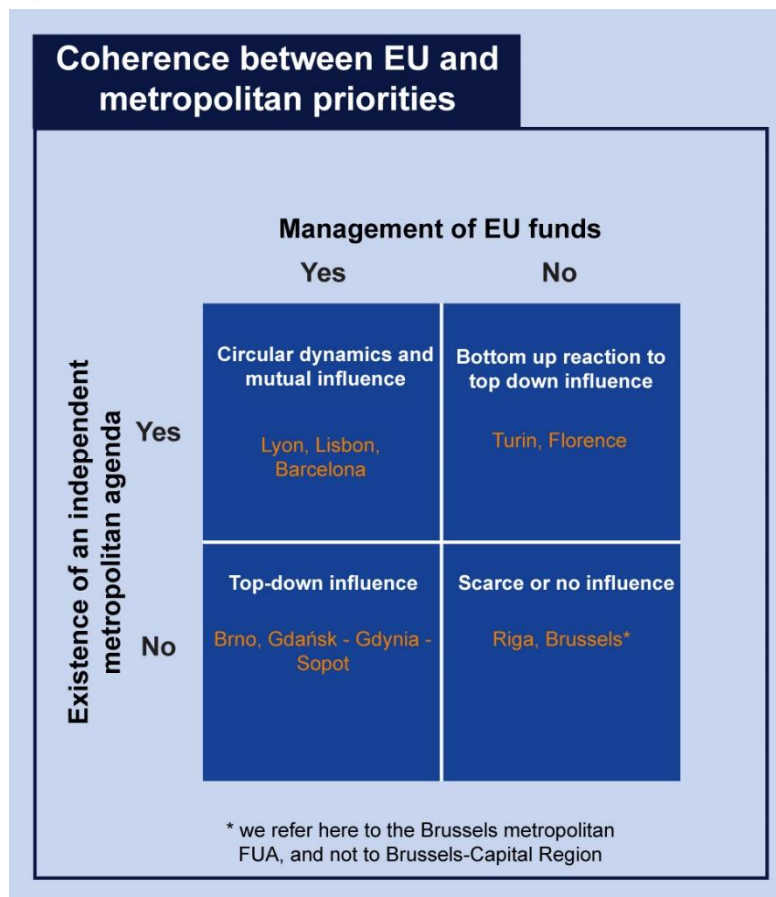 Coherence between EU and
metropolitan priorities
Management of EU funds
Yes
No
Existence of an independent
metropolitan agenda
Yes
Circular dynamics and
mutual influence
Lyon, Lisbon,
Barcelona
Bottom up reaction to
top down influence
Turin, Florence
No
Top-down influence
Brno, Gdańsk - Gdynia -
Sopot
Scarce or no influence
Riga, Brussels*
* we refer here to the Brussels metropolitan
FUA, and not to Brussels-Capital Region